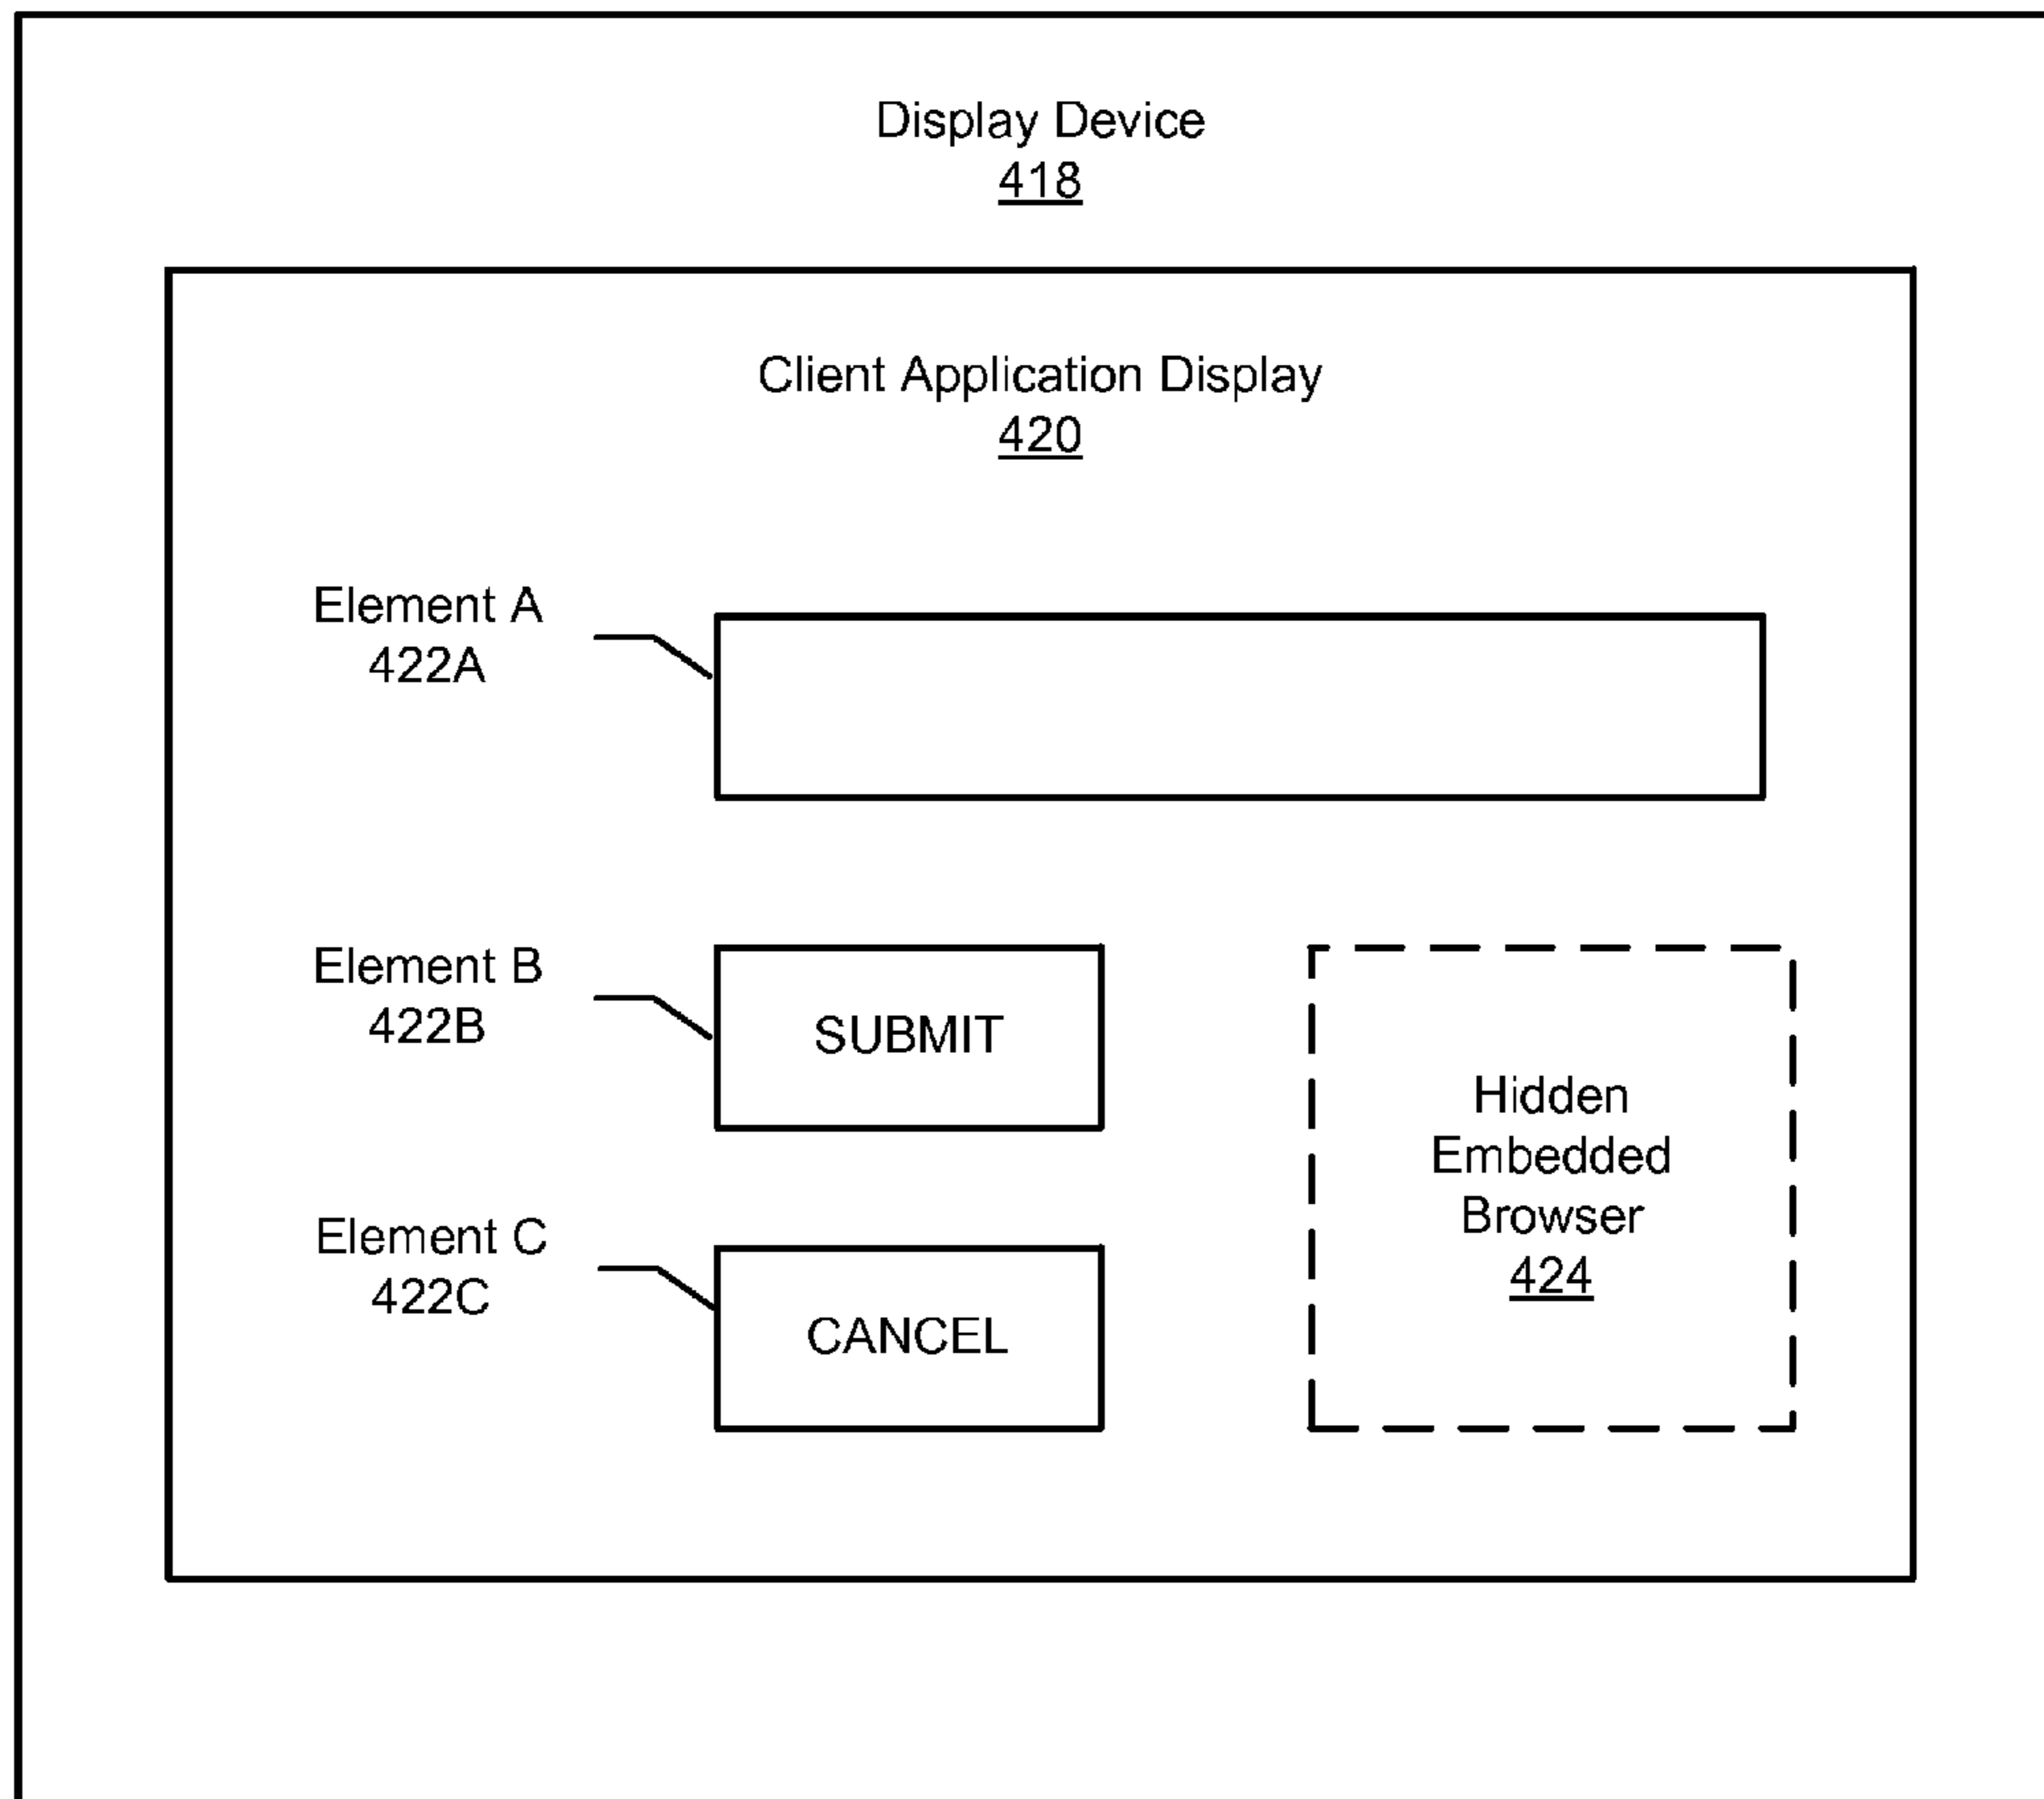 Display Device
418
Client Application Display
420
Element A
422A
Element B
422B
SUBMIT
Hidden
Embedded
Browser
424
Element C
422C
CANCEL